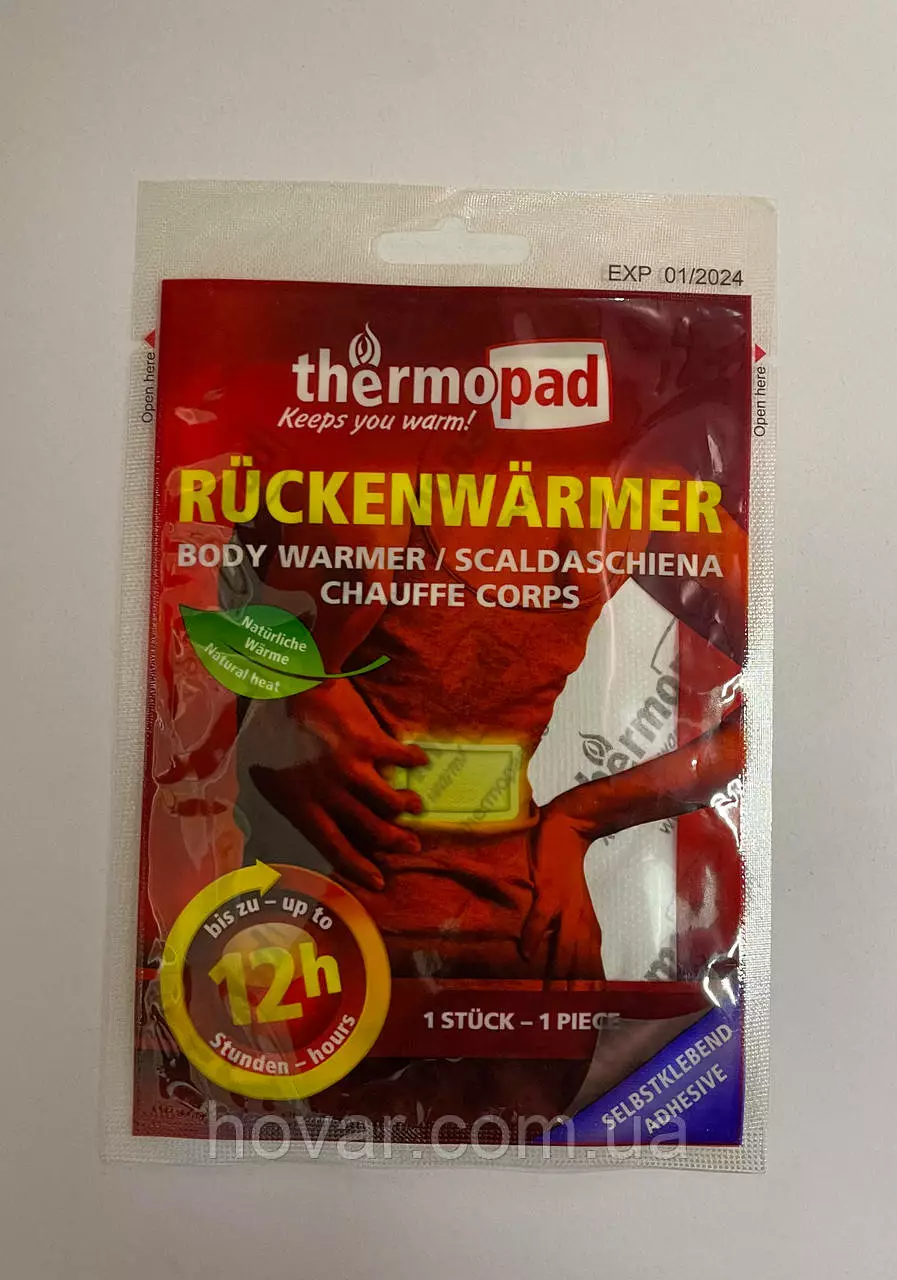 EXP 01/2024
Open here
Open here
thermopad
Keeps you warm!
RÜCKENWÄRMER
BODY WARMER / SCALDASCHIENA
CHAUFFE CORPS
Natürliche
Wärme
Natural heat
thermo
bis zu – up to
12h
Stunden – hours
1 STÜCK – 1 PIECE
SELBSTKLEBEND
ADHESIVE
hovar.com.ua